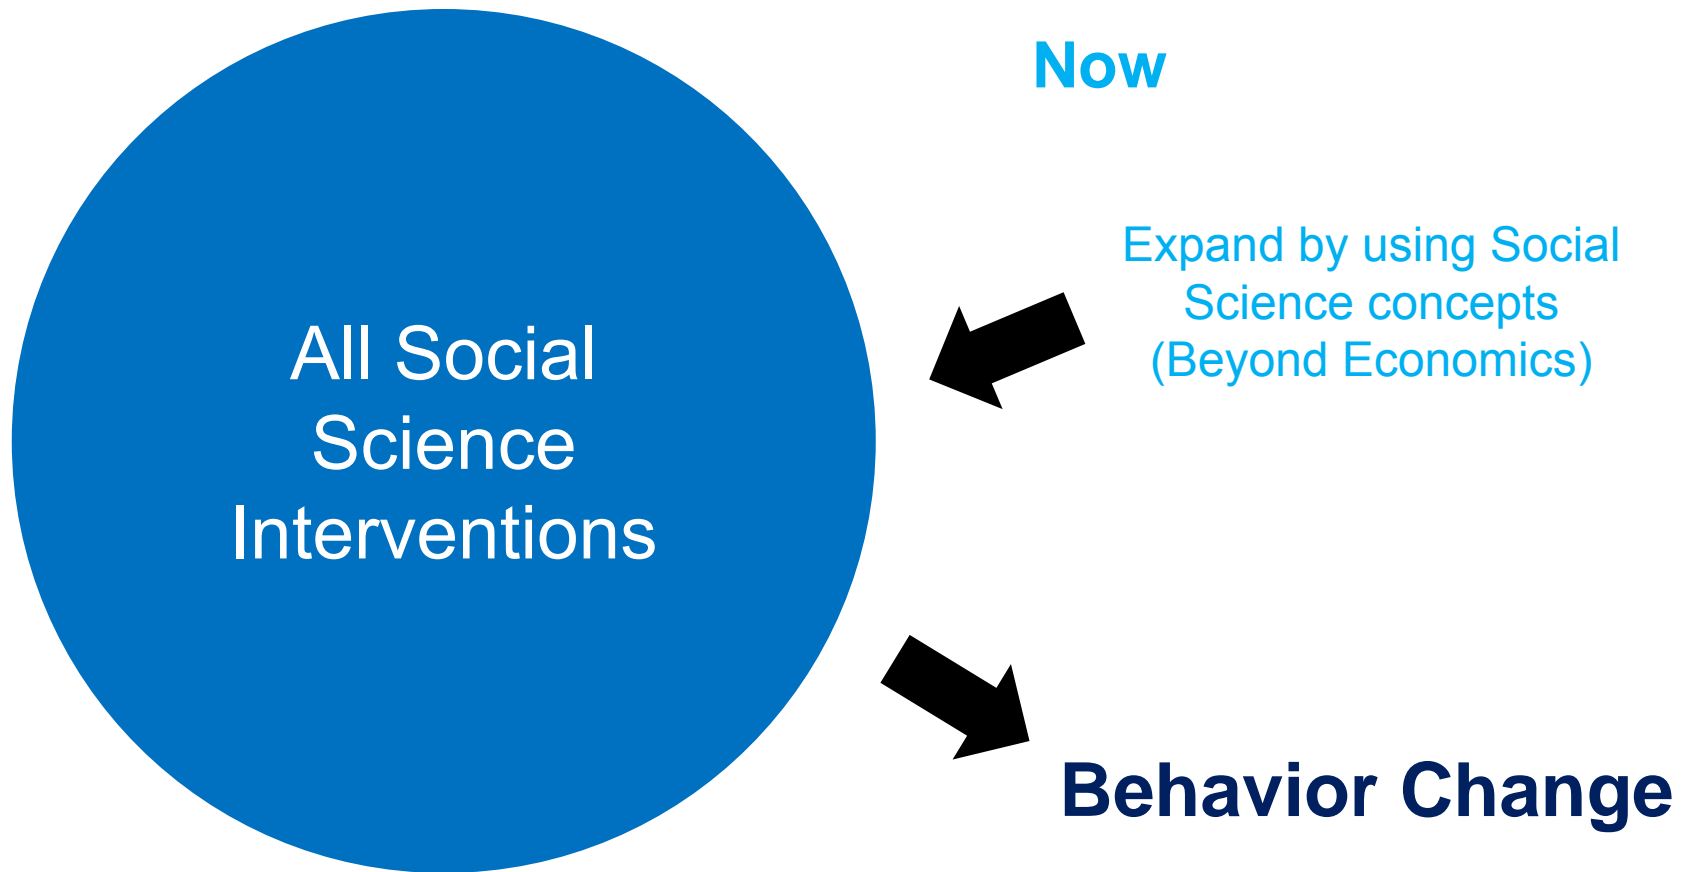 Now
Expand by using Social
Science concepts
(Beyond Economics)
All Social
Science
Interventions
Behavior Change